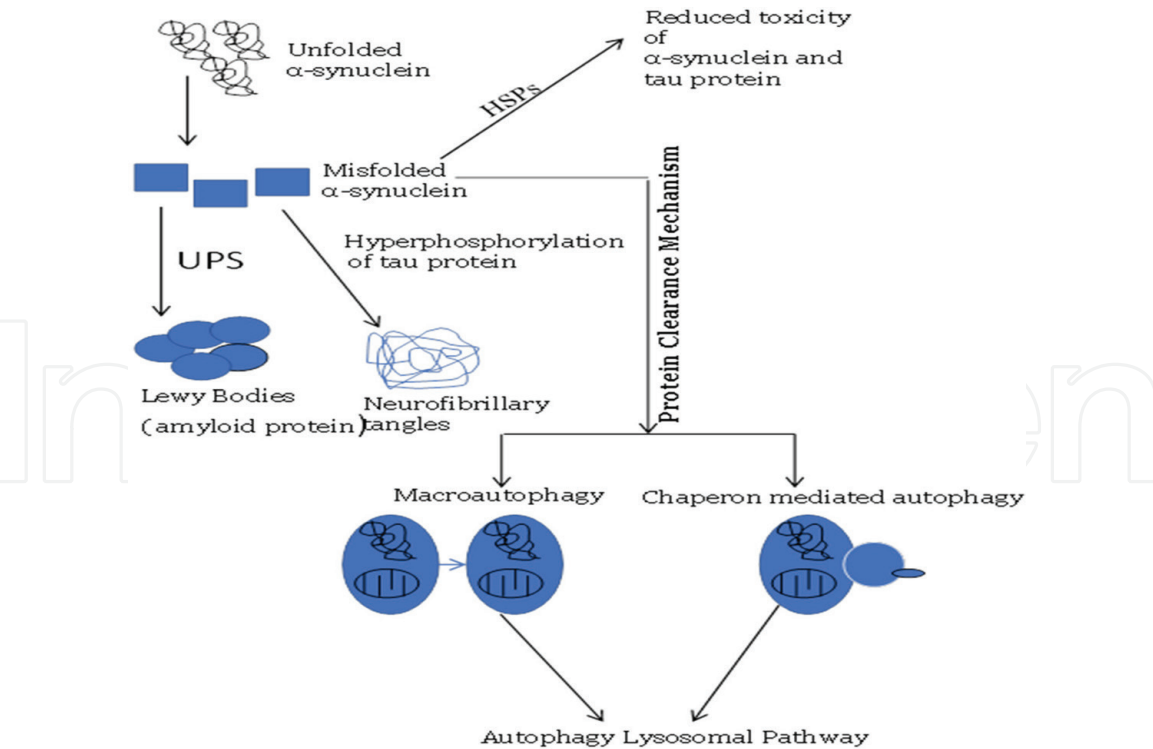 Unfolded
α-synuclein
HSPs
Reduced toxicity
of
α-synuclein and
tau protein
Misfolded
α-synuclein
UPS
Hyperphosphorylation
of tau protein
Protein Clearance Mechanism
Lewy Bodies
(amyloid protein)
Neurofibrillary
tangles
Macroautophagy
Chaperon mediated autophagy
Autophagy Lysosomal Pathway